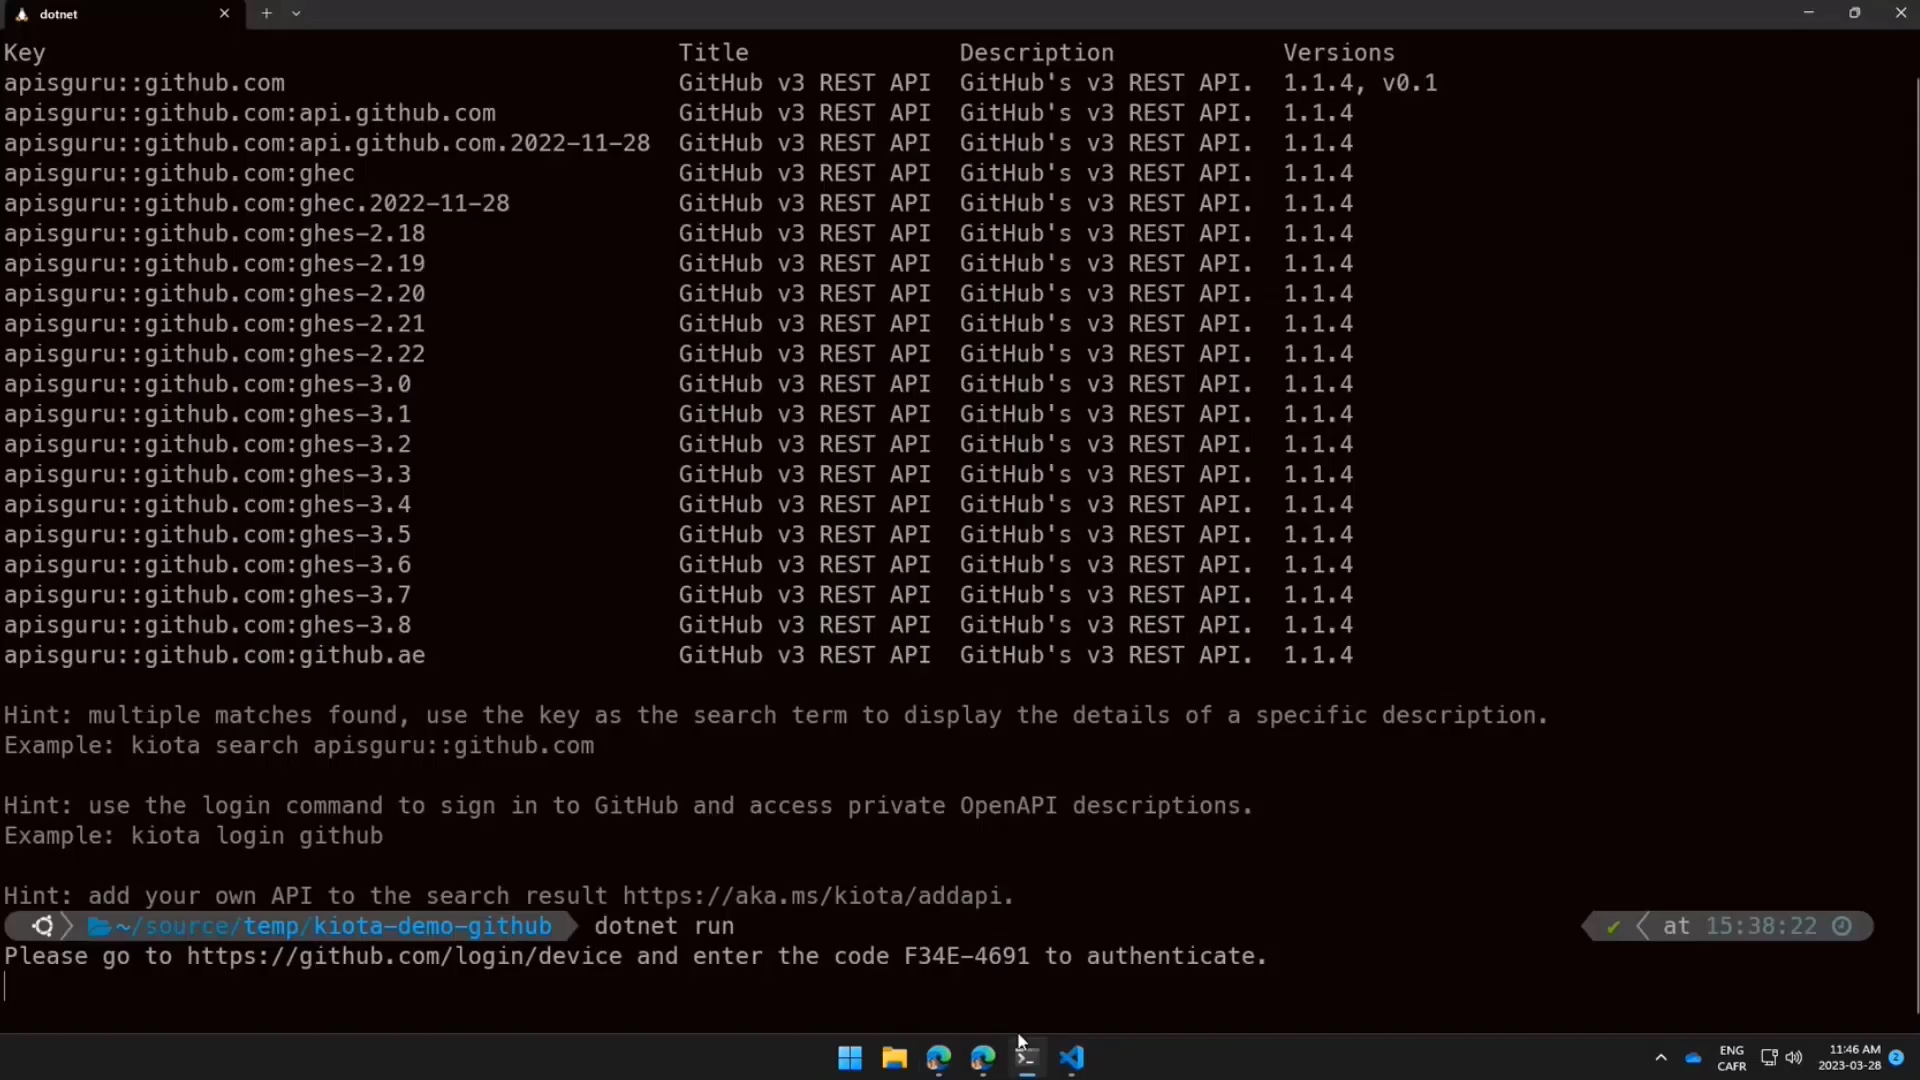 dotnet
Key Title Description Versions
apisguru::github.com GitHub v3 REST API GitHub's v3 REST API. 1.1.4, v0.1
apisguru::github.com:api.github.com GitHub v3 REST API GitHub's v3 REST API. 1.1.4
apisguru::github.com:api.github.com.2022-11-28 GitHub v3 REST API GitHub's v3 REST API. 1.1.4
apisguru::github.com:ghec GitHub v3 REST API GitHub's v3 REST API. 1.1.4
apisguru::github.com:ghec.2022-11-28 GitHub v3 REST API GitHub's v3 REST API. 1.1.4
apisguru::github.com:ghes-2.18 GitHub v3 REST API GitHub's v3 REST API. 1.1.4
apisguru::github.com:ghes-2.19 GitHub v3 REST API GitHub's v3 REST API. 1.1.4
apisguru::github.com:ghes-2.20 GitHub v3 REST API GitHub's v3 REST API. 1.1.4
apisguru::github.com:ghes-2.21 GitHub v3 REST API GitHub's v3 REST API. 1.1.4
apisguru::github.com:ghes-2.22 GitHub v3 REST API GitHub's v3 REST API. 1.1.4
apisguru::github.com:ghes-3.0 GitHub v3 REST API GitHub's v3 REST API. 1.1.4
apisguru::github.com:ghes-3.1 GitHub v3 REST API GitHub's v3 REST API. 1.1.4
apisguru::github.com:ghes-3.2 GitHub v3 REST API GitHub's v3 REST API. 1.1.4
apisguru::github.com:ghes-3.3 GitHub v3 REST API GitHub's v3 REST API. 1.1.4
apisguru::github.com:ghes-3.4 GitHub v3 REST API GitHub's v3 REST API. 1.1.4
apisguru::github.com:ghes-3.5 GitHub v3 REST API GitHub's v3 REST API. 1.1.4
apisguru::github.com:ghes-3.6 GitHub v3 REST API GitHub's v3 REST API. 1.1.4
apisguru::github.com:ghes-3.7 GitHub v3 REST API GitHub's v3 REST API. 1.1.4
apisguru::github.com:ghes-3.8 GitHub v3 REST API GitHub's v3 REST API. 1.1.4
apisguru::github.com:github.ae GitHub v3 REST API GitHub's v3 REST API. 1.1.4
Hint: multiple matches found, use the key as the search term to display the details of a specific description.
Example: kiota search apisguru::github.com
Hint: use the login command to sign in to GitHub and access private OpenAPI descriptions.
Example: kiota login github
Hint: add your own API to the search result https://aka.ms/kiota/addapi.
~/source/temp/kiota-demo-github dotnet run ✔ at 15:38:22
Please go to https://github.com/login/device and enter the code F34E-4691 to authenticate.
ENG 11:46 AM
CAFR 2023-03-28 2